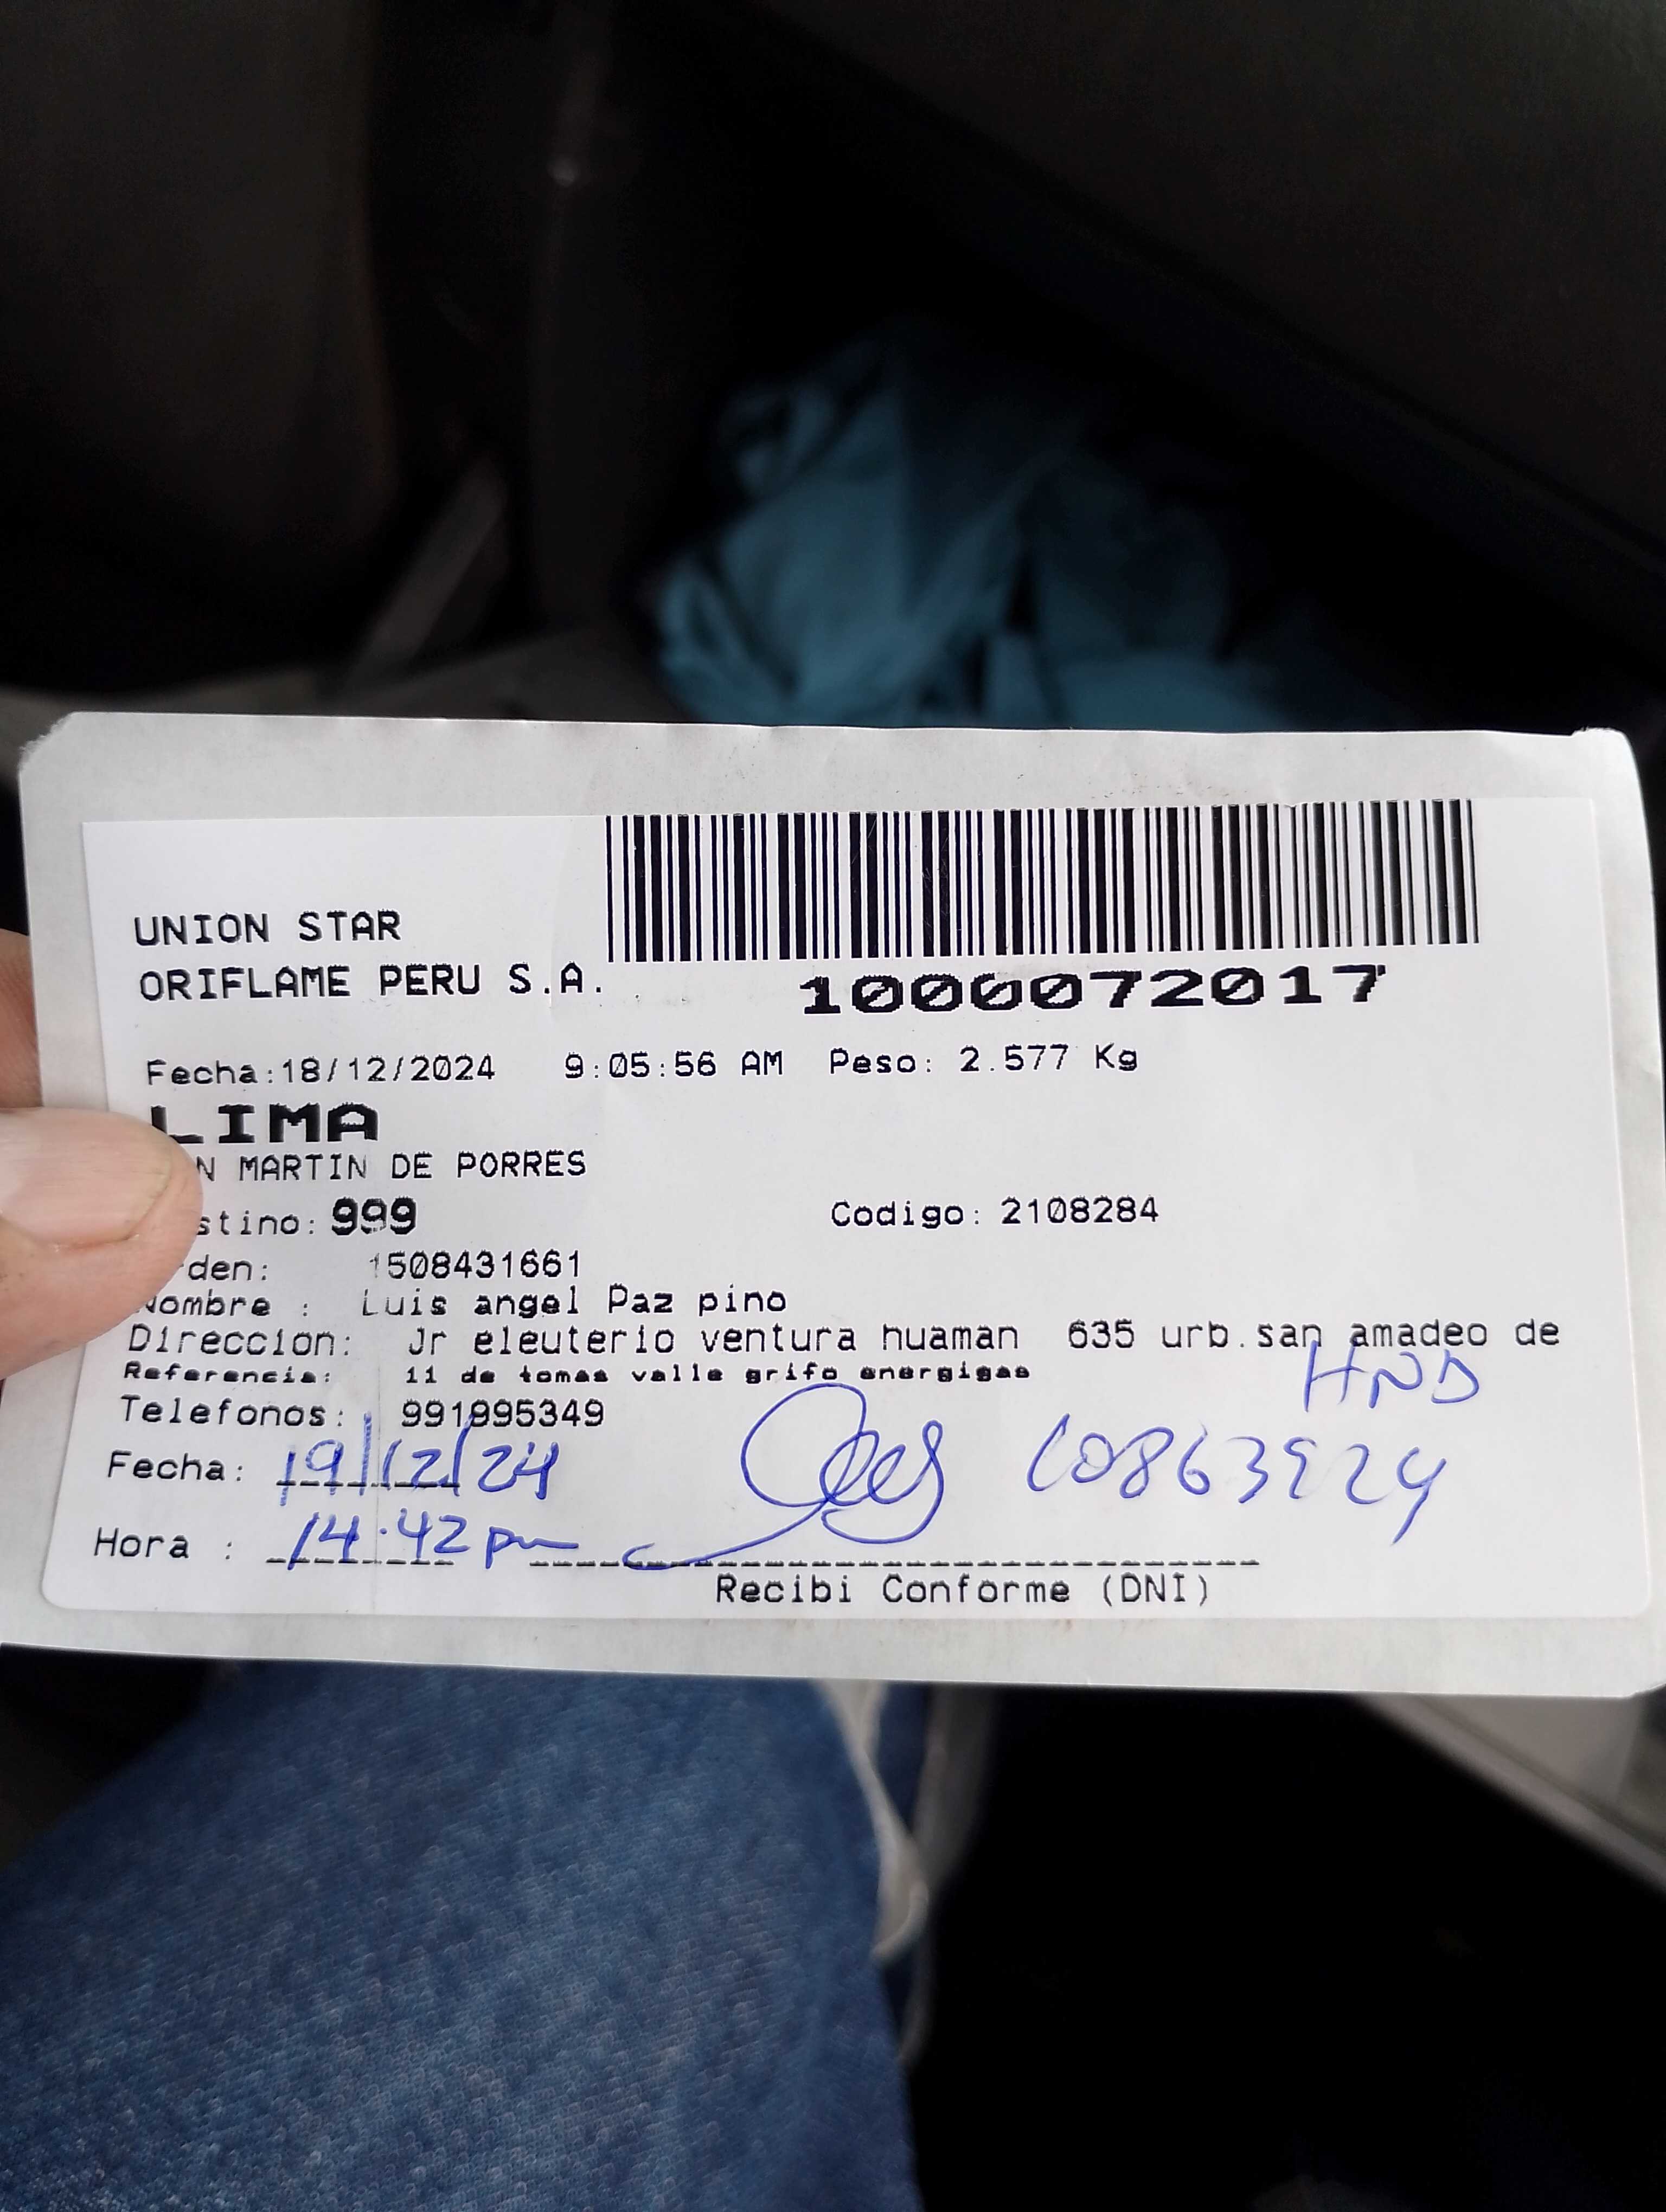 UNION STAR
ORIFLAME PERU S.A.
1000072017
Fecha:18/12/2024 9:05:56 AM Peso: 2.577 Kg
LIMA
N MARTIN DE PORRES
stino: 999 Codigo: 2108284
rden: 1508431661
Nombre : Luis angel Paz pino
Direccion: Jr eleuterio ventura huaman 635 urb.san amadeo de
Referencia: 11 de tomas valle grifo energigas
HND
Telefonos: 991995349
Fecha: 19/12/24 10863924
Hora : 14:42 pm
Recibi Conforme (DNI)